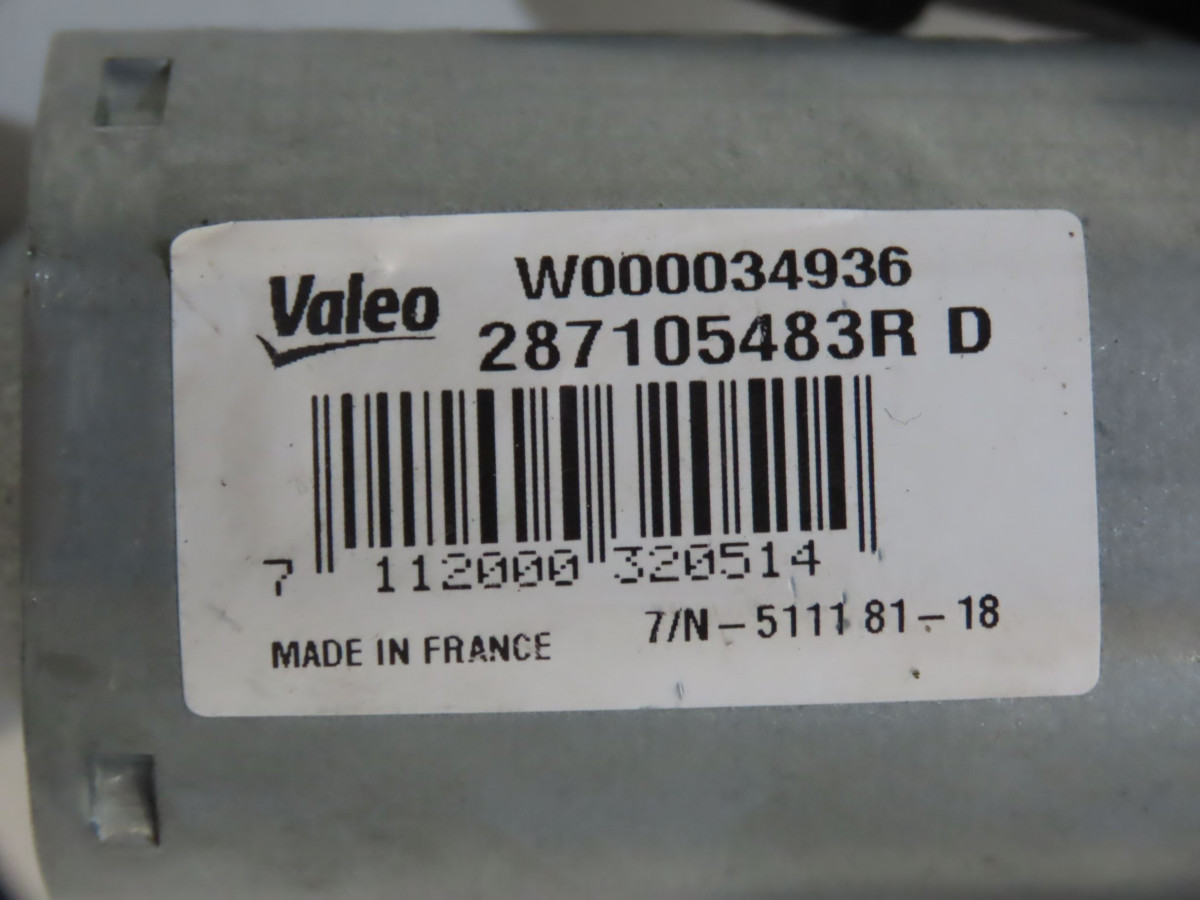 Valeo
W000034936
287105483R D
7 112000 320514
7/N-5111 81-18
MADE IN FRANCE